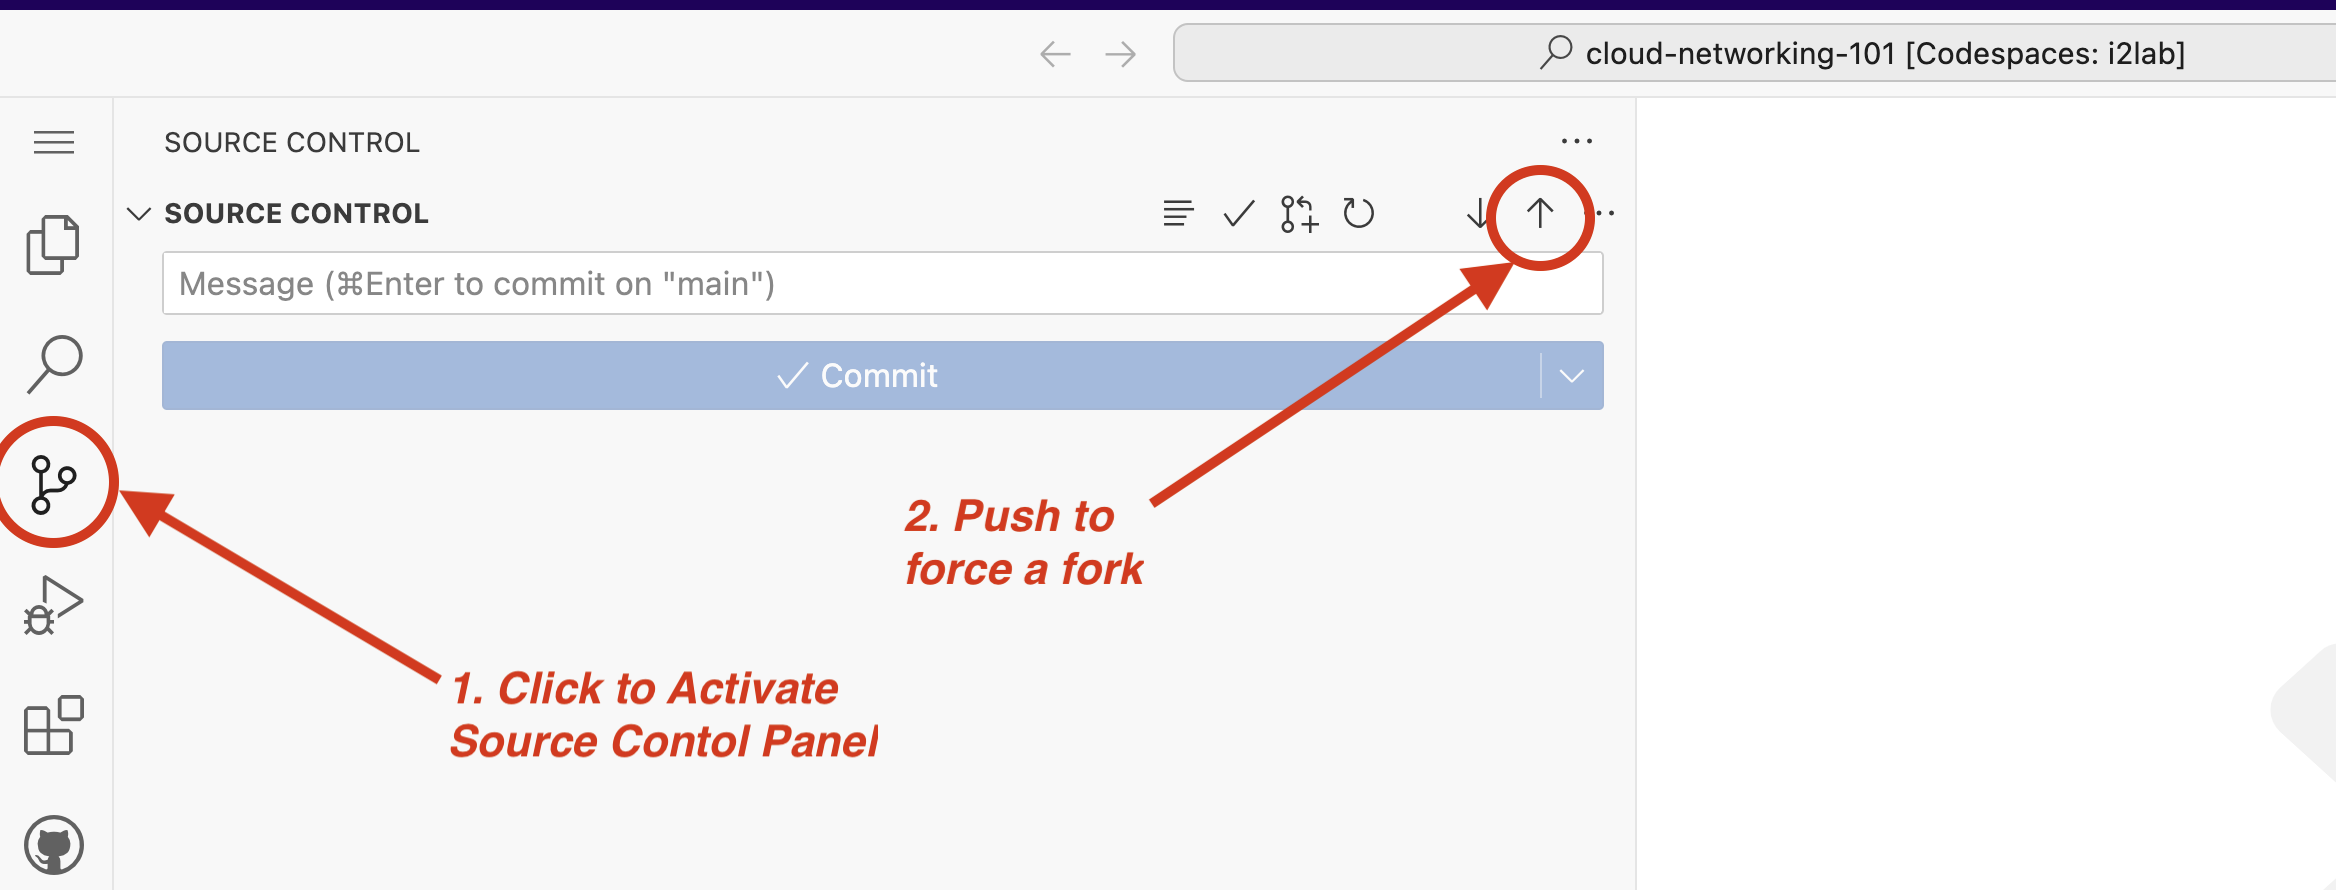 cloud-networking-101 [Codespaces: i2lab]
SOURCE CONTROL
SOURCE CONTROL
Message (⌘Enter to commit on "main")
Commit
2. Push to
force a fork
1. Click to Activate
Source Contol Panel